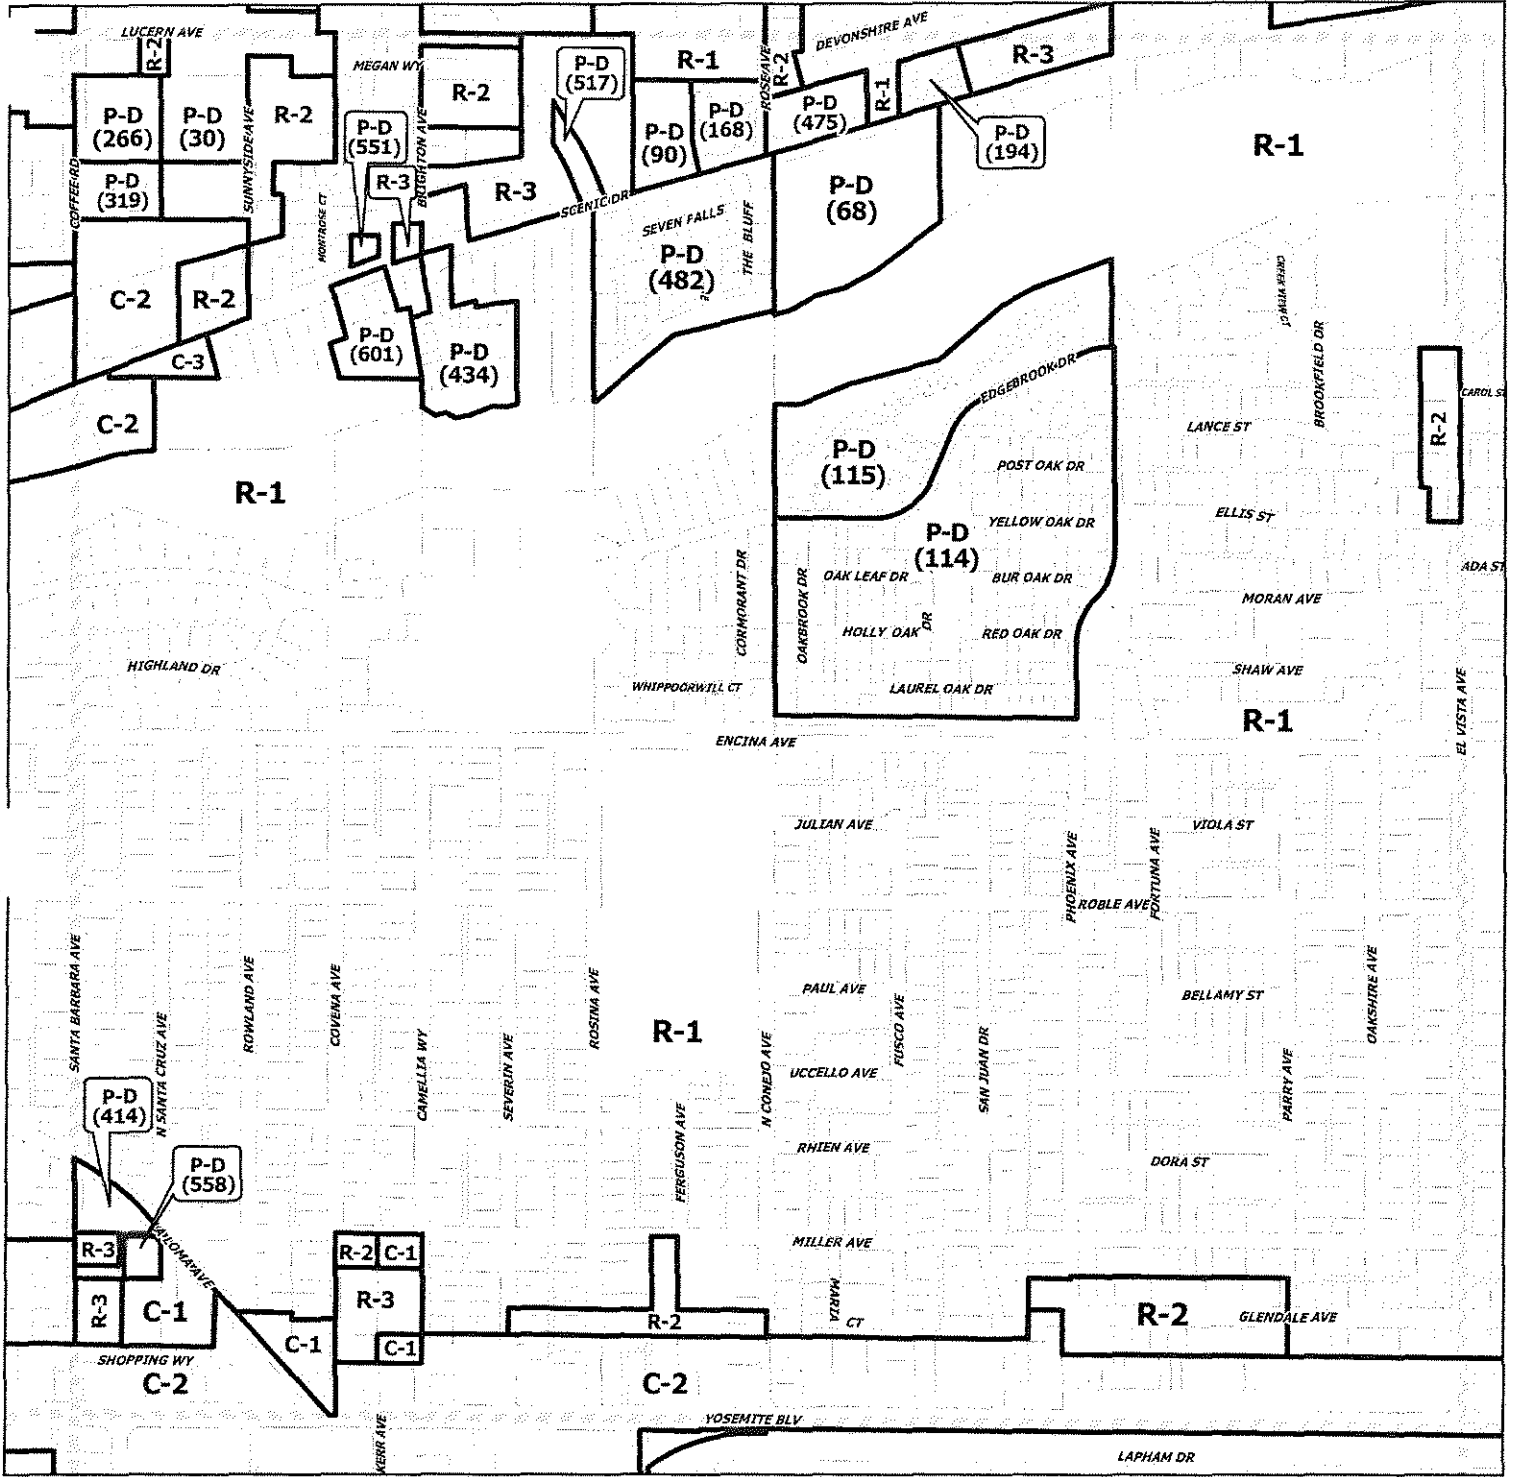 LUCERN AVE
R-2
MEGAN WY
R-2
P-D
(517)
R-1
ROSE AVE
R-2
DEVONSHIRE AVE
R-1
R-3
P-D
(266)
P-D
(30)
SUNNYSIDE AVE
R-2
P-D
(551)
BRIGHTON AVE
P-D
(90)
P-D
(168)
P-D
(475)
P-D
(194)
R-1
COFFEE RD
P-D
(319)
MONTROSE CT
R-3
R-3
SCENIC DR
SEVEN FALLS
THE BLUFF
P-D
(68)
C-2
R-2
P-D
(482)
CREEK VIEW CT
C-3
P-D
(601)
P-D
(434)
EDGEBROOK DR
BROOKFIELD DR
CAROL ST
C-2
LANCE ST
R-2
R-1
P-D
(115)
POST OAK DR
ELLIS ST
YELLOW OAK DR
P-D
(114)
CORMORANT DR
OAKBROOK DR
OAK LEAF DR
BUR OAK DR
ADA ST
MORAN AVE
HOLLY OAK
DR
RED OAK DR
HIGHLAND DR
SHAW AVE
WHIPPOORWILL CT
LAUREL OAK DR
EL VISTA AVE
R-1
ENCINA AVE
JULIAN AVE
VIOLA ST
PHOENIX AVE
FORTUNA AVE
ROBLE AVE
SANTA BARBARA AVE
N SANTA CRUZ AVE
ROWLAND AVE
COVENA AVE
CAMELLIA WY
SEVERIN AVE
ROSINA AVE
R-1
PAUL AVE
BELLAMY ST
OAKSHIRE AVE
N CONEJO AVE
FUSCO AVE
SAN JUAN DR
UCCELLO AVE
PARRY AVE
P-D
(414)
FERGUSON AVE
RHIEN AVE
DORA ST
P-D
(558)
R-3
R-2
C-1
MILLER AVE
R-3
C-1
R-3
R-2
MARIA
CT
R-2
GLENDALE AVE
C-1
C-1
SHOPPING WY
C-2
C-2
YOSEMITE BLV
KERR AVE
LAPHAM DR